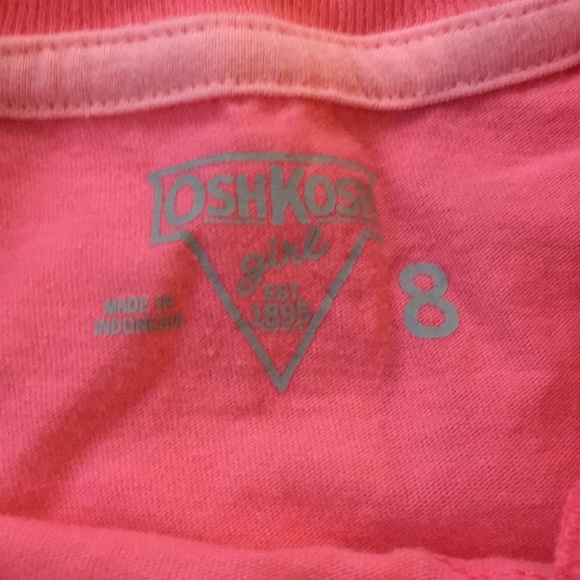 OSHKOSH
girl
EST.
1895
MADE IN
INDONESIA
8